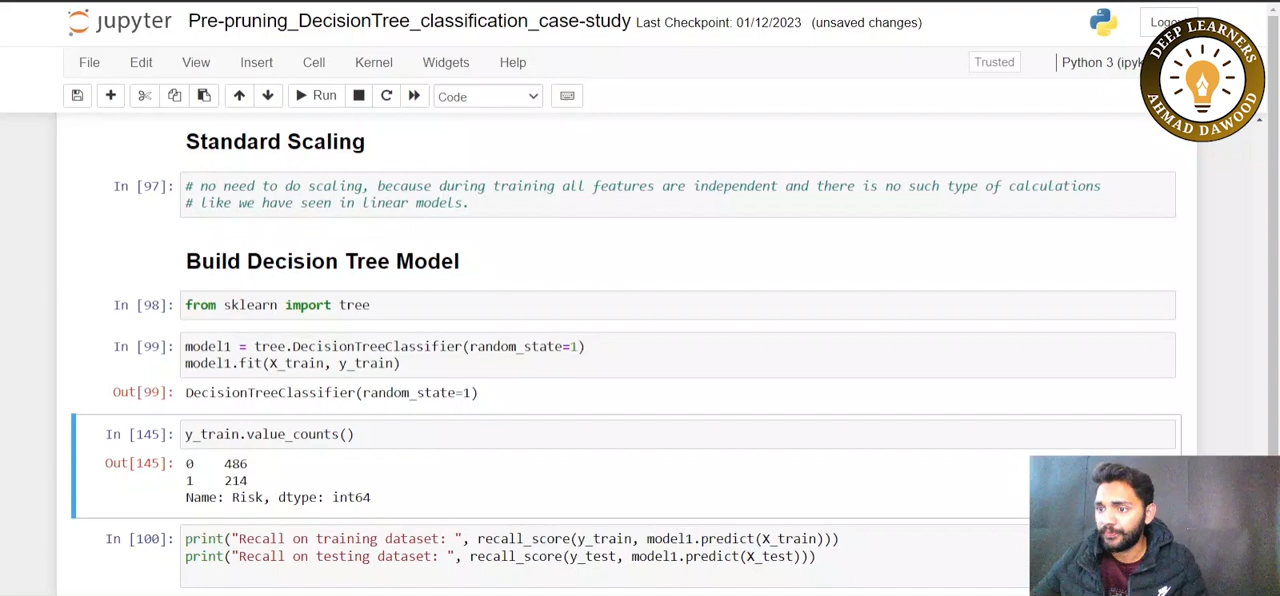 jupyter Pre-pruning_DecisionTree_classification_case-study Last Checkpoint: 01/12/2023 (unsaved changes)
File Edit View Insert Cell Kernel Widgets Help Trusted Python 3
Run Code
DEEP LEARNERS
AHMAD DAWOOD
Standard Scaling
In [97]: # no need to do scaling, because during training all features are independent and there is no such type of calculations
# like we have seen in linear models.
Build Decision Tree Model
In [98]: from sklearn import tree
In [99]: model1 = tree.DecisionTreeClassifier(random_state=1)
model1.fit(X_train, y_train)
Out[99]: DecisionTreeClassifier(random_state=1)
In [145]: y_train.value_counts()
Out[145]: 0 486
1 214
Name: Risk, dtype: int64
In [100]: print("Recall on training datset: ", recall_score(y_train, model1.predict(X_train)))
print("Recall on testing dataset: ", recall_score(y_test, model1.predict(X_test)))